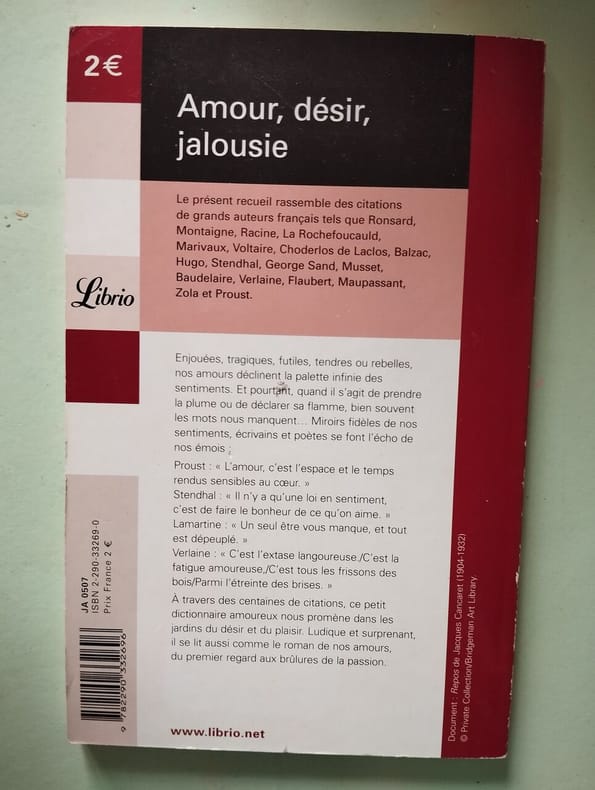 2€
Amour, désir,
jalousie
Le présent recueil rassemble des citations
de grands auteurs français tels que Ronsard,
Montaigne, Racine, La Rochefoucauld,
Marivaux, Voltaire, Choderlos de Laclos, Balzac,
Hugo, Stendhal, George Sand, Musset,
Baudelaire, Verlaine, Flaubert, Maupassant,
Zola et Proust.
Librio
Enjouées, tragiques, futiles, tendres ou rebelles,
nos amours déclinent la palette infinie des
sentiments. Et pourtant, quand il s'agit de prendre
la plume ou de déclarer sa flamme, bien souvent
les mots nous manquent... Miroirs fidèles de nos
sentiments, écrivains et poètes se font l'écho de
nos émois :
Proust : « L'amour, c'est l'espace et le temps
rendus sensibles au cœur. »
Stendhal : « Il n'y a qu'une loi en sentiment,
c'est de faire le bonheur de ce qu'on aime. »
Lamartine : « Un seul être vous manque, et tout
est dépeuplé. »
Verlaine : « C'est l'extase langoureuse,/C'est la
fatigue amoureuse,/C'est tous les frissons des
bois/Parmi l'étreinte des brises. »
À travers des centaines de citations, ce petit
dictionnaire amoureux nous promène dans les
jardins du désir et du plaisir. Ludique et surprenant,
il se lit aussi comme le roman de nos amours,
du premier regard aux brûlures de la passion.
www.librio.net
JA 0507
ISBN 2-290-33269-0
Prix France 2 €
9 782290 332696
Document : Repos de Jacques Cancaret (1904-1932)
© Private Collection/Bridgeman Art Library